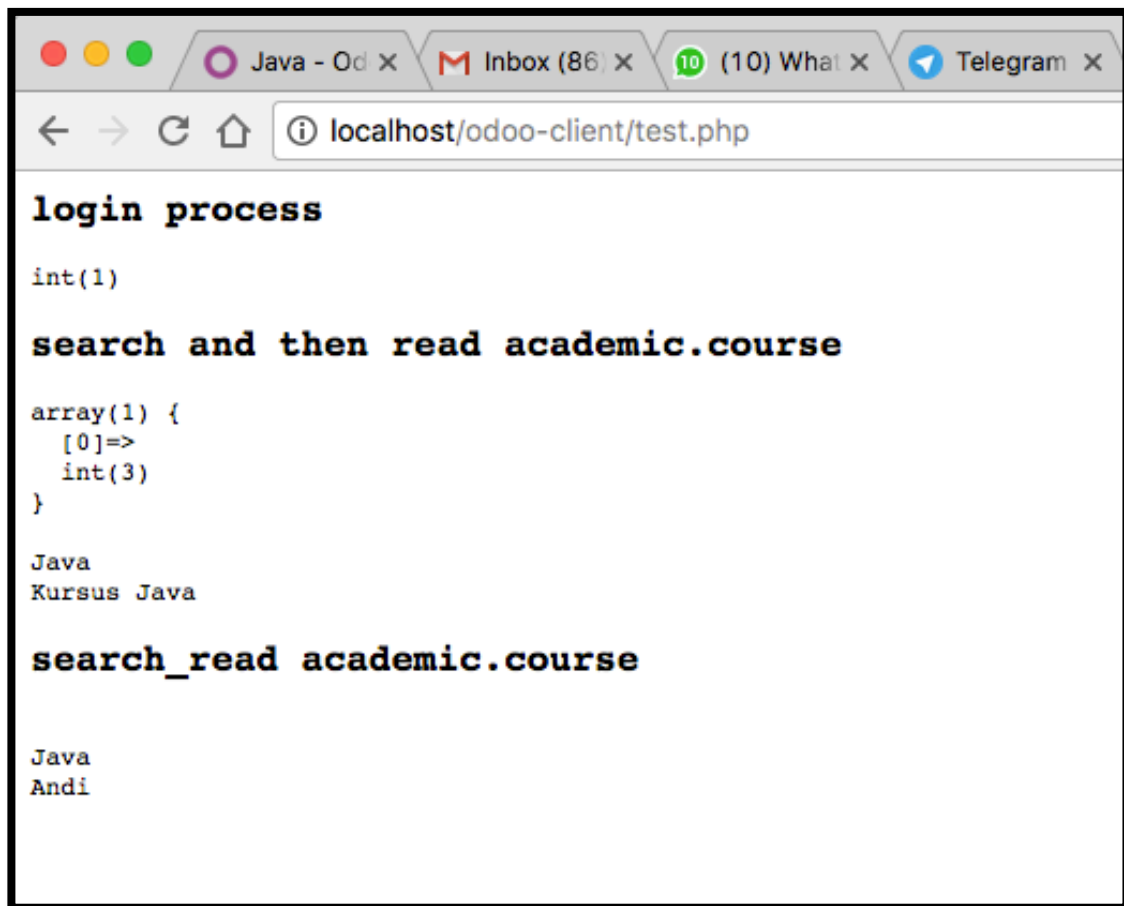 Java - Od
Inbox (86)
10
(10) What
Telegram
localhost/odoo-client/test.php
login process
int(1)
search and then read academic.course
array(1) {
[0]=>
int(3)
}
Java
Kursus Java
search_read academic.course
Java
Andi